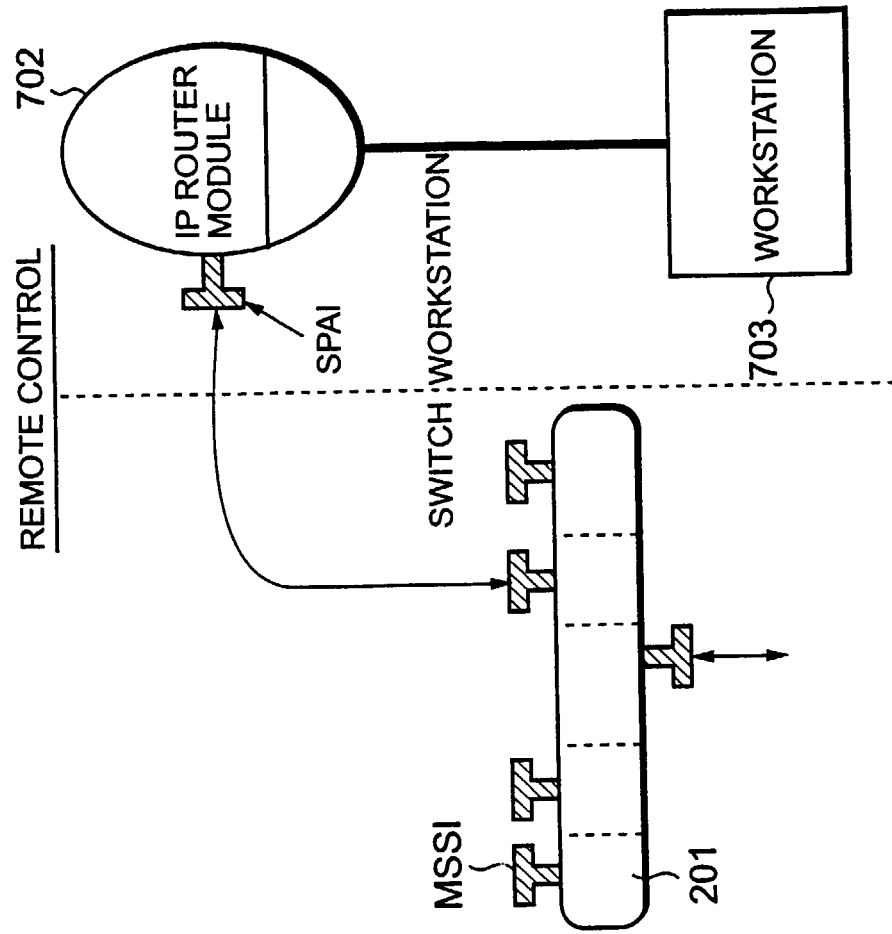 REMOTE CONTROL
702
IP ROUTER
MODULE
SPAI
SWITCH WORKSTATION
WORKSTATION
703
MSSI
201